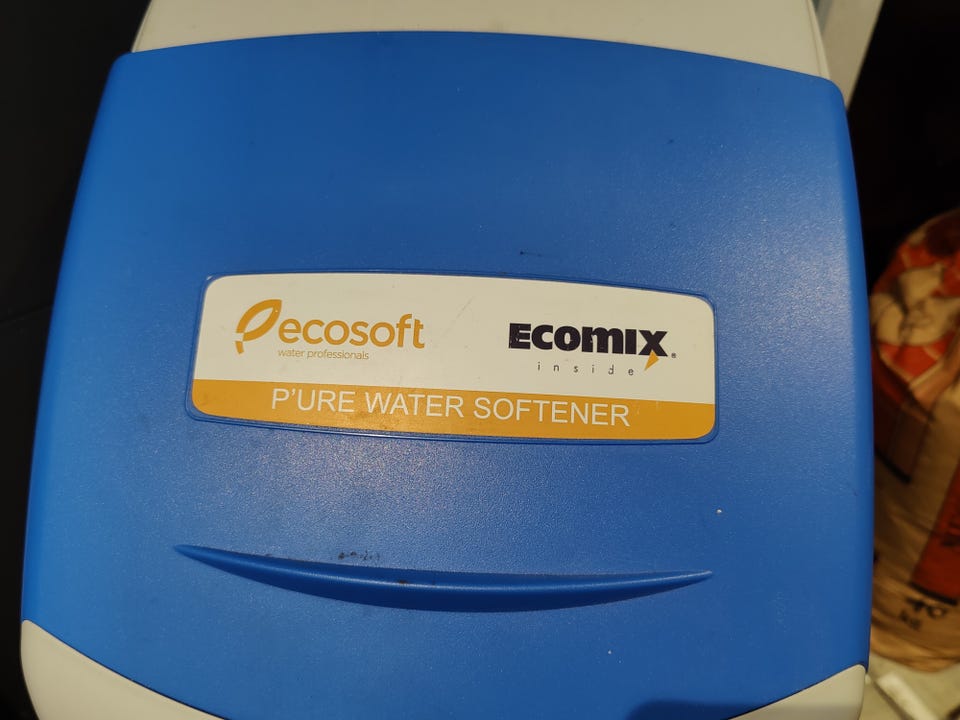 ecosoft
water professionals
ECOMIX®
inside
P'URE WATER SOFTENER